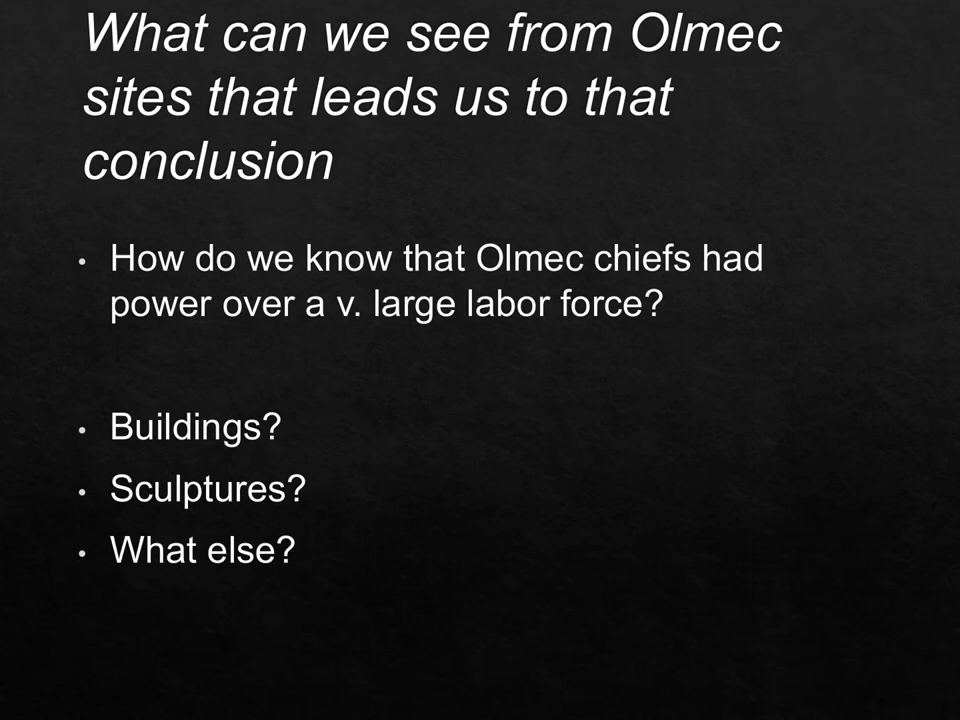 What can we see from Olmec
sites that leads us to that
conclusion
• How do we know that Olmec chiefs had
power over a v. large labor force?
• Buildings?
• Sculptures?
• What else?